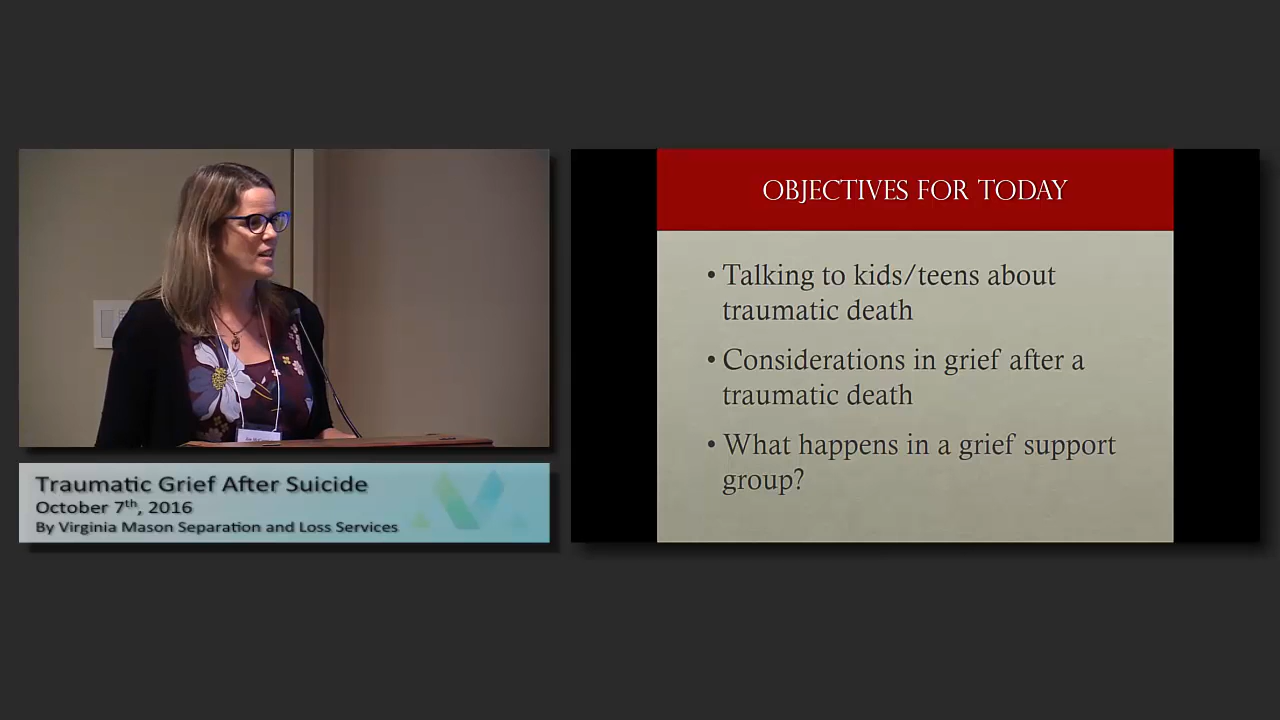 OBJECTIVES FOR TODAY
• Talking to kids/teens about
traumatic death
• Considerations in grief after a
traumatic death
• What happens in a grief support
group?
Traumatic Grief After Suicide
October 7th, 2016
By Virginia Mason Separation and Loss Services